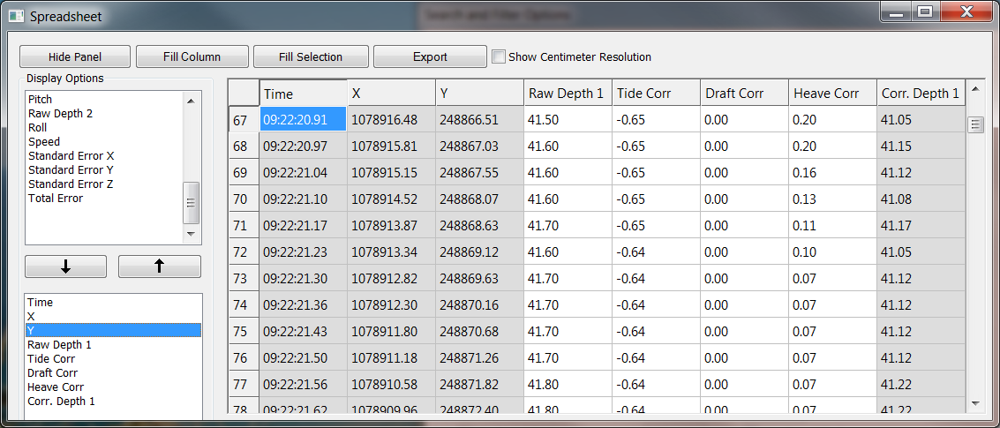 Spreadsheet
Search and Filter Options
Hide Panel Fill Column Fill Selection Export Show Centimeter Resolution
Display Options
Pitch
Raw Depth 2
Roll
Speed
Standard Error X
Standard Error Y
Standard Error Z
Total Error
Time
X
Y
Raw Depth 1
Tide Corr
Draft Corr
Heave Corr
Corr. Depth 1
Time X Y Raw Depth 1 Tide Corr Draft Corr Heave Corr Corr. Depth 1
67 09:22:20.91 1078916.48 248866.51 41.50 -0.65 0.00 0.20 41.05
68 09:22:20.97 1078915.81 248867.03 41.60 -0.65 0.00 0.20 41.15
69 09:22:21.04 1078915.15 248867.55 41.60 -0.65 0.00 0.16 41.12
70 09:22:21.10 1078914.52 248868.07 41.60 -0.65 0.00 0.13 41.08
71 09:22:21.17 1078913.87 248868.63 41.70 -0.65 0.00 0.11 41.17
72 09:22:21.23 1078913.34 248869.12 41.60 -0.64 0.00 0.10 41.05
73 09:22:21.30 1078912.82 248869.63 41.70 -0.64 0.00 0.07 41.12
74 09:22:21.36 1078912.30 248870.16 41.70 -0.64 0.00 0.07 41.12
75 09:22:21.43 1078911.80 248870.68 41.70 -0.64 0.00 0.07 41.12
76 09:22:21.50 1078911.18 248871.26 41.70 -0.64 0.00 0.07 41.12
77 09:22:21.56 1078910.58 248871.82 41.80 -0.64 0.00 0.07 41.22
78 09:22:21.62 1078909.96 248872.40 41.80 -0.64 0.00 0.07 41.22